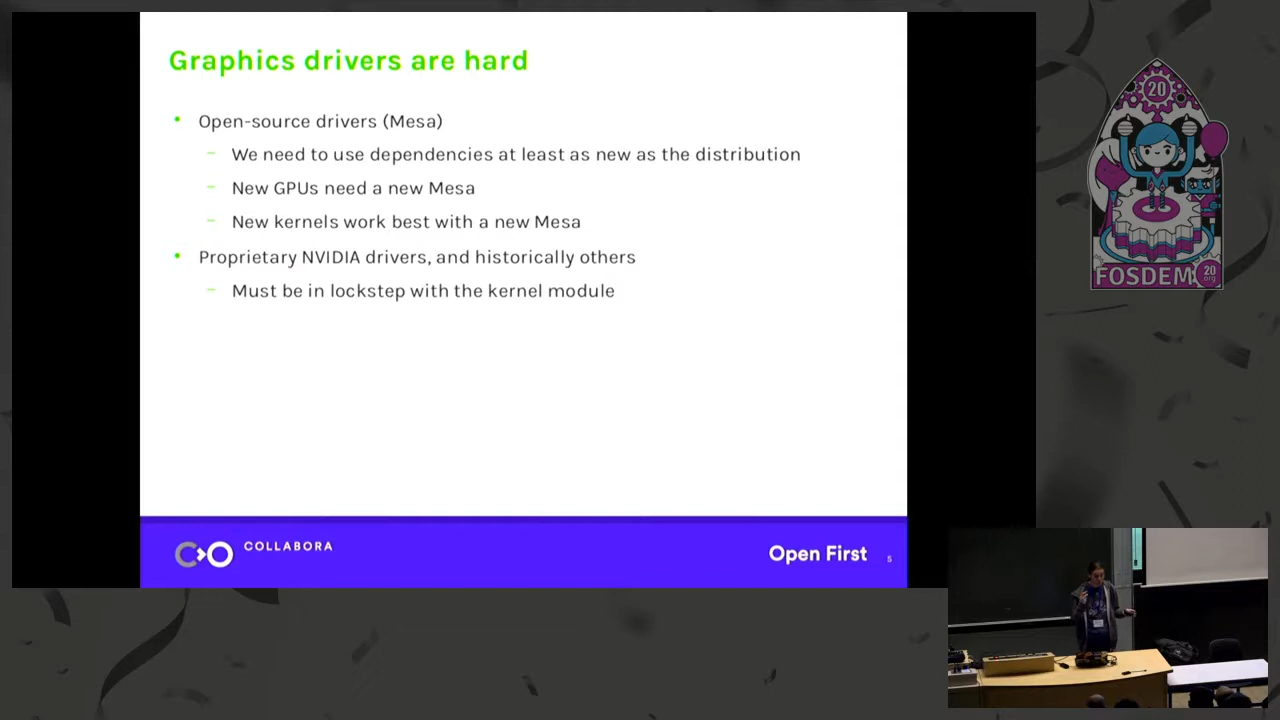 Graphics drivers are hard
• Open-source drivers (Mesa)
– We need to use dependencies at least as new as the distribution
– New GPUs need a new Mesa
– New kernels work best with a new Mesa
• Proprietary NVIDIA drivers, and historically others
– Must be in lockstep with the kernel module
COLLABORA
Open First
5
20
FOSDEM
20
.org